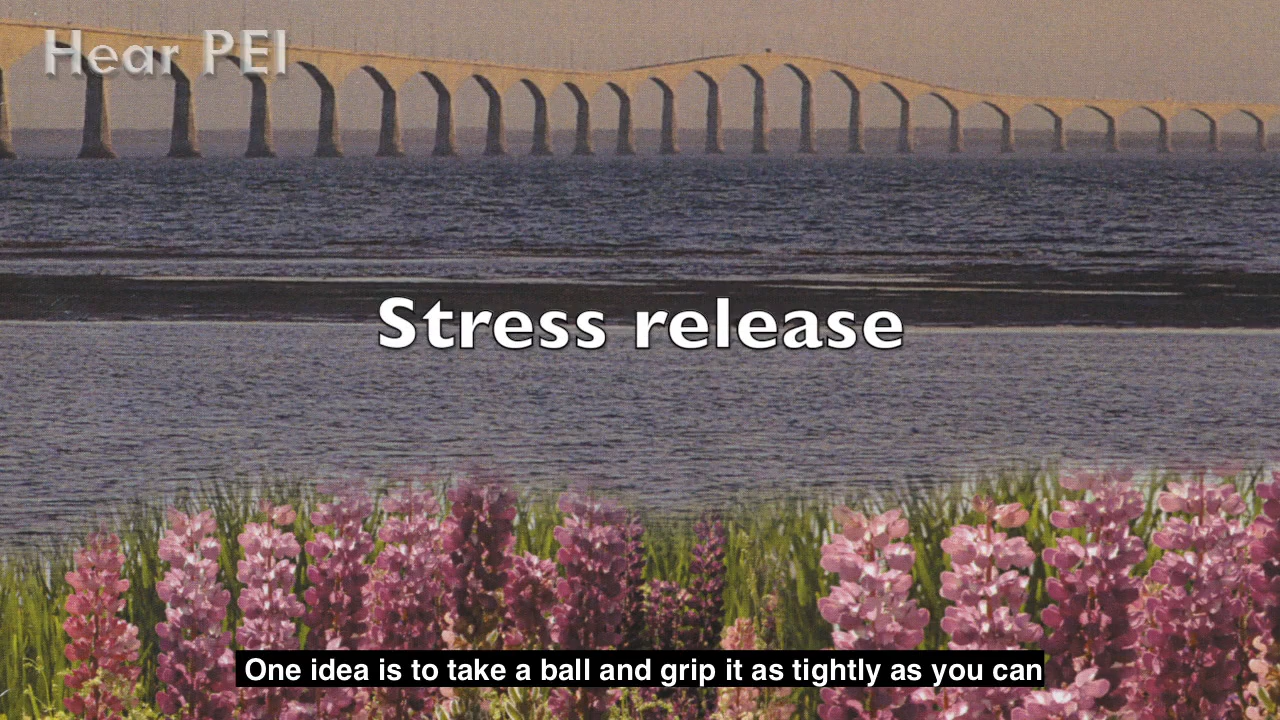 Hear PEI
Stress release
One idea is to take a ball and grip it as tightly as you can